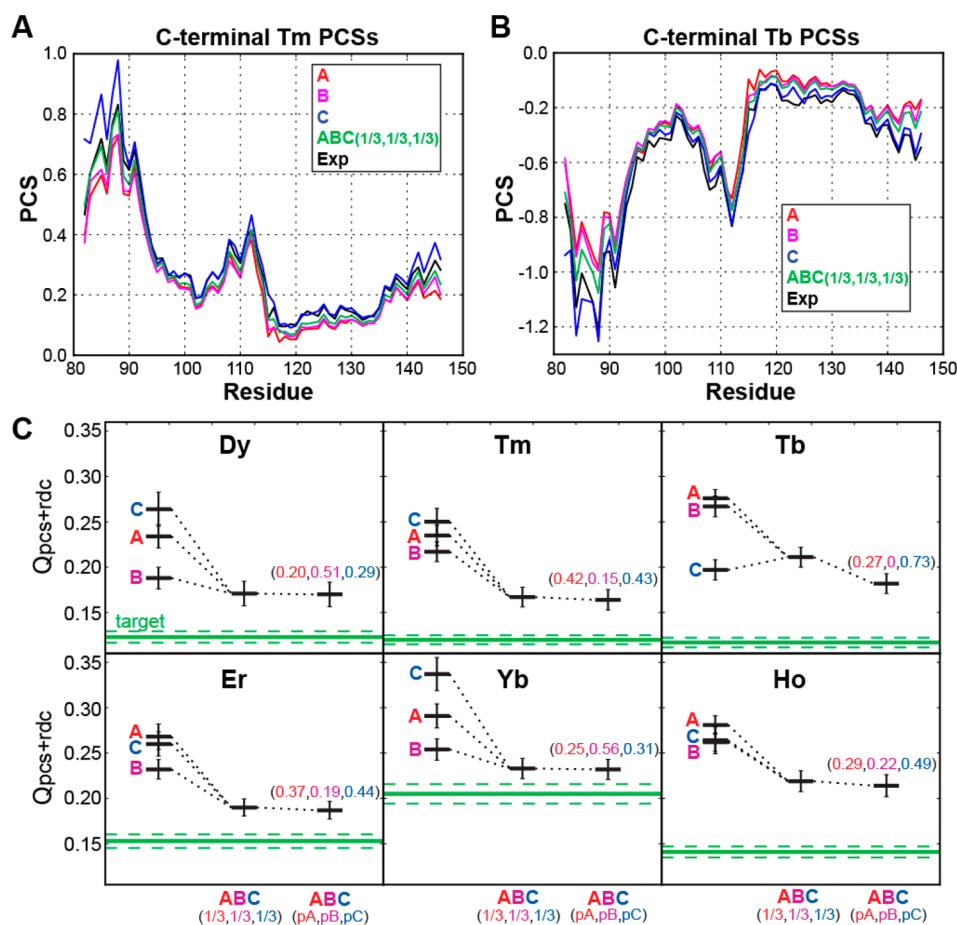 A
C-terminal Tm PCSs
PCS
1.0
0.8
0.6
0.4
0.2
0.0
80 90 100 110 120 130 140 150
Residue
A
B
C
ABC(1/3,1/3,1/3)
Exp
B
C-terminal Tb PCSs
PCS
-0.0
-0.2
-0.6
-0.8
-1.0
-1.2
80 90 100 110 120 130 140 150
Residue
A
B
C
ABC(1/3,1/3,1/3)
Exp
C
Qpcs+rdc
0.35
0.30
0.25
0.20
0.15
Dy
C
A
B
(0.20,0.51,0.29)
target
Tm
C
A
B
(0.42,0.15,0.43)
Tb
A
B
C
(0.27,0,0.73)
Qpcs+rdc
0.35
0.30
0.25
0.20
0.15
Er
A
C
B
(0.37,0.19,0.44)
Yb
C
A
B
(0.25,0.56,0.31)
Ho
A
C
B
(0.29,0.22,0.49)
ABC ABC ABC ABC ABC ABC
(1/3,1/3,1/3) (pA,pB,pC) (1/3,1/3,1/3) (pA,pB,pC) (1/3,1/3,1/3) (pA,pB,pC)